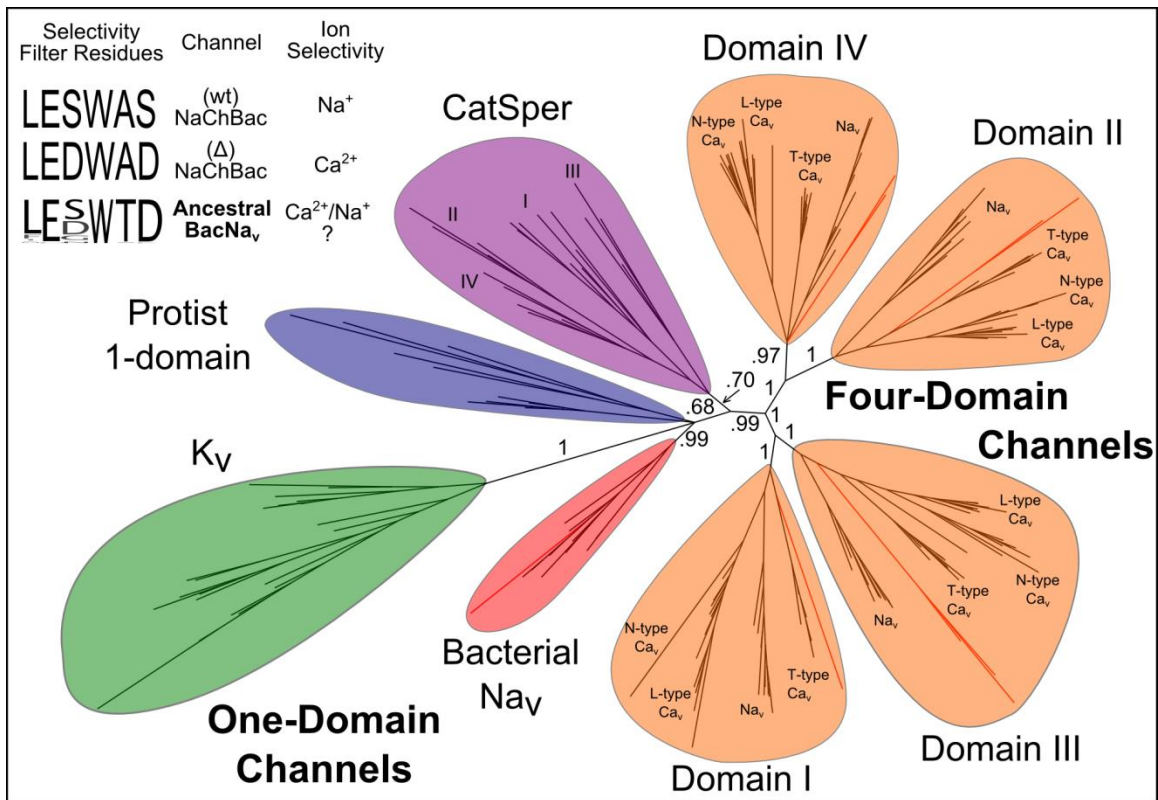 Selectivity
Filter Residues
Channel
Ion
Selectivity
LESWAS
(wt)
NaChBac
Na+
LEDWAD
(Δ)
NaChBac
Ca2+
WTD
Ancestral
BacNav
Ca2+/Na+
?
CatSper
I
II
III
IV
Protist
1-domain
Kv
One-Domain
Channels
Bacterial
Nav
Domain IV
N-type
Cav
L-type
Cav
T-type
Cav
Nav
Domain II
Nav
T-type
Cav
N-type
Cav
L-type
Cav
Four-Domain
Channels
L-type
Cav
N-type
Cav
T-type
Cav
Nav
Domain III
N-type
Cav
L-type
Cav
Nav
T-type
Cav
Domain I
.97
1
.70
1
.68
.99
1
.99
1
1
1